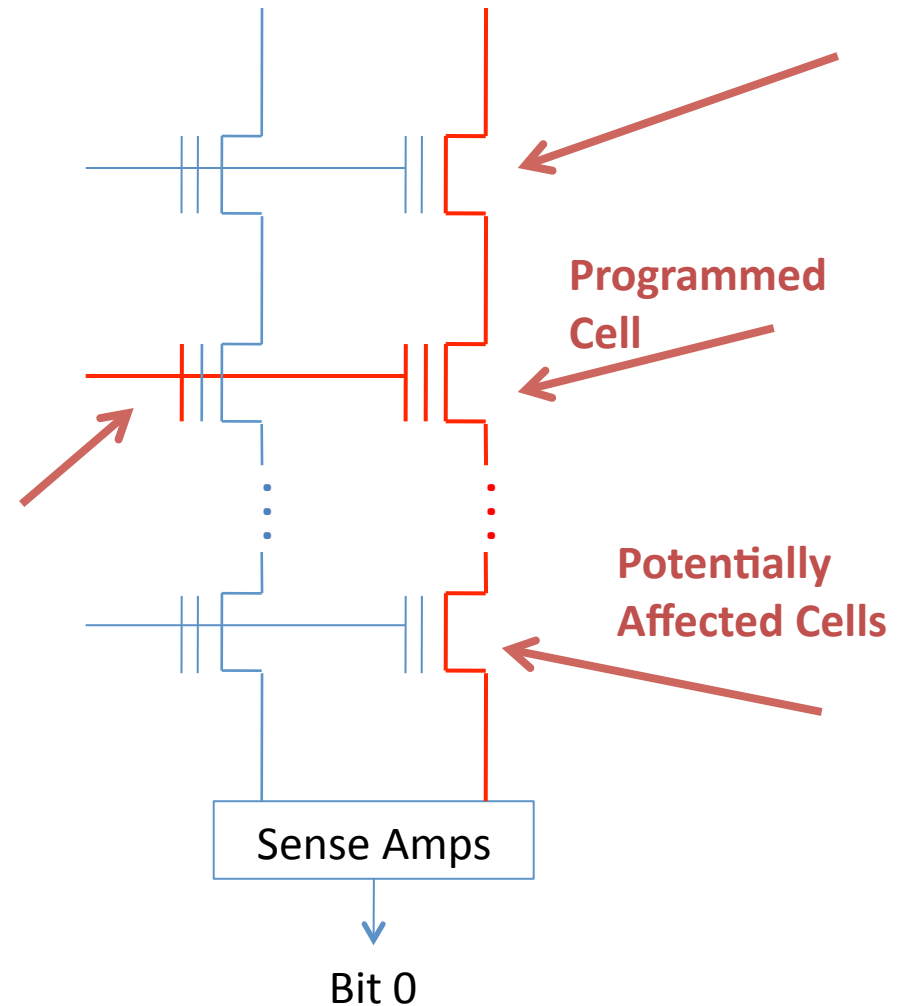 Programmed
Cell
Potentially
Affected Cells
Sense Amps
Bit 0